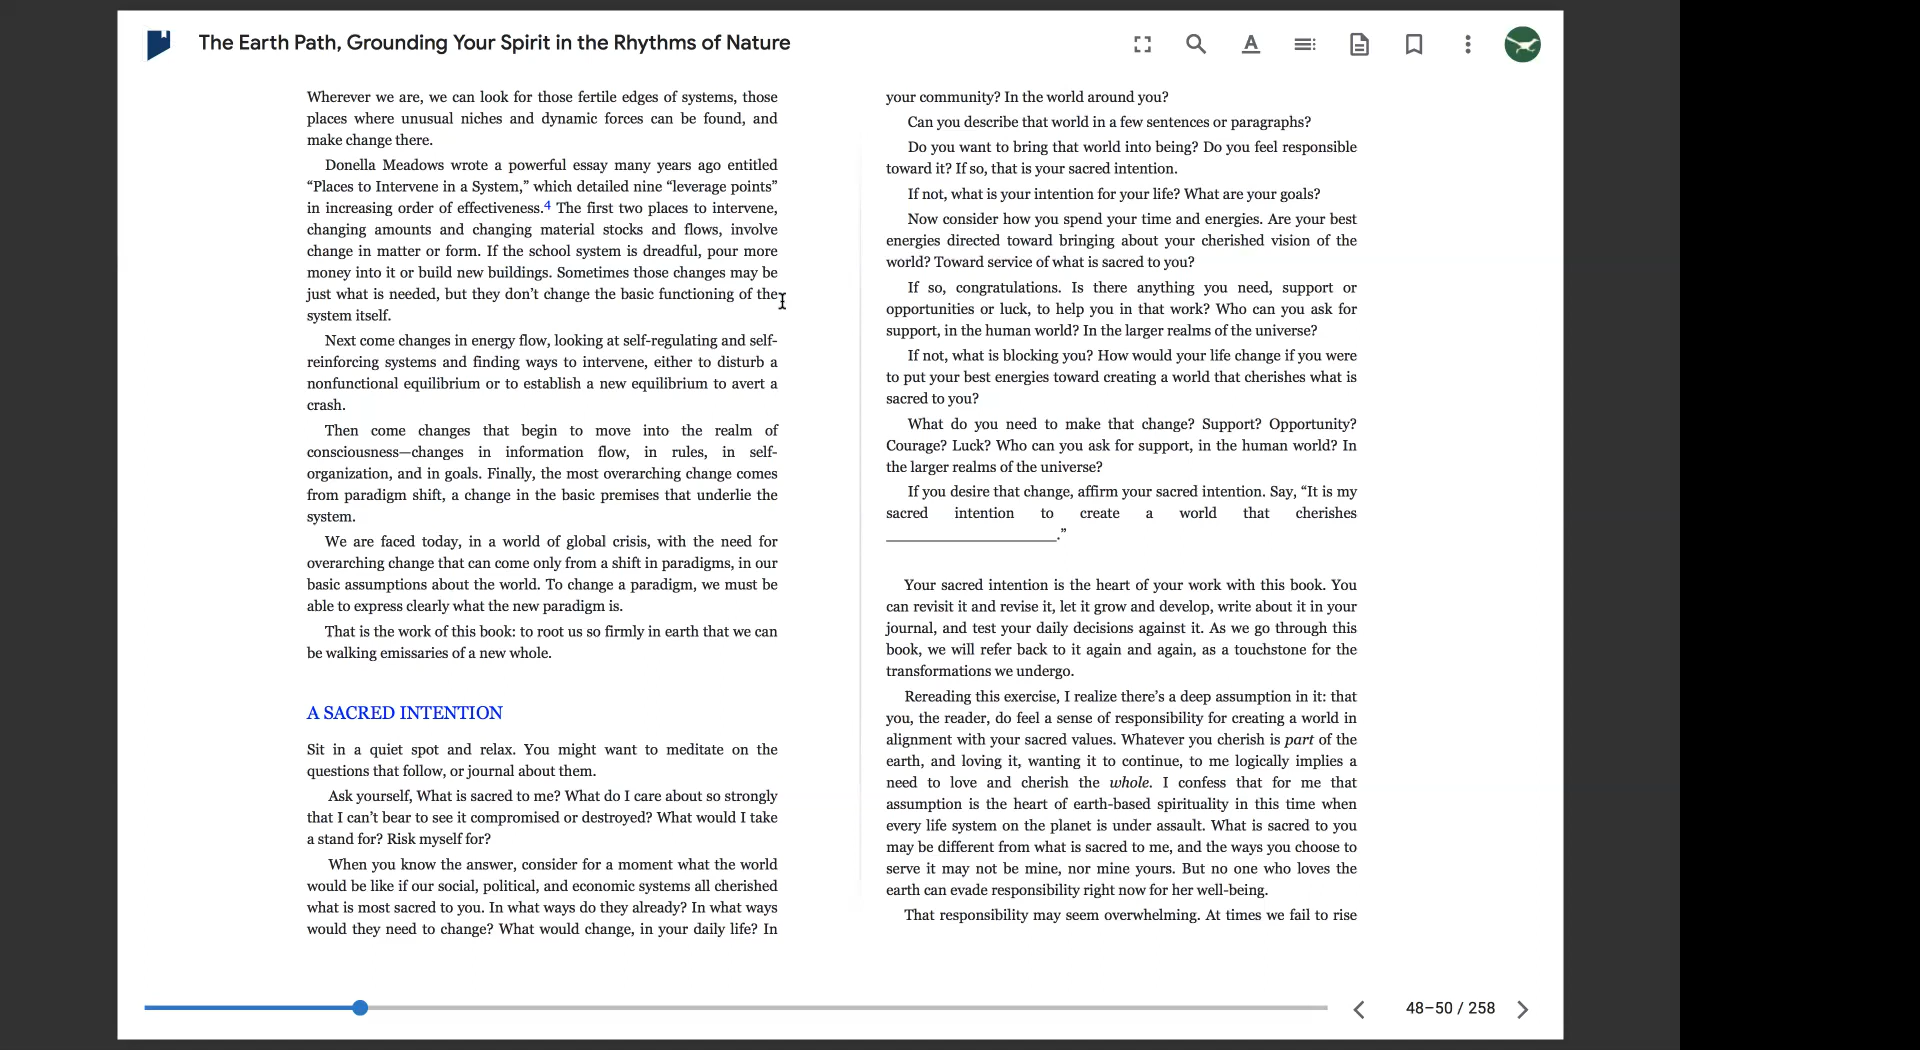 The Earth Path, Grounding Your Spirit in the Rhythms of Nature
Wherever we are, we can look for those fertile edges of systems, those
places where unusual niches and dynamic forces can be found, and
make change there.
Donella Meadows wrote a powerful essay many years ago entitled
“Places to Intervene in a System,” which detailed nine “leverage points”
in increasing order of effectiveness.4 The first two places to intervene,
changing amounts and changing material stocks and flows, involve
change in matter or form. If the school system is dreadful, pour more
money into it or build new buildings. Sometimes those changes may be
just what is needed, but they don’t change the basic functioning of the
system itself.
Next come changes in energy flow, looking at self-regulating and self-
reinforcing systems and finding ways to intervene, either to disturb a
nonfunctional equilibrium or to establish a new equilibrium to avert a
crash.
Then come changes that begin to move into the realm of
consciousness—changes in information flow, in rules, in self-
organization, and in goals. Finally, the most overarching change comes
from paradigm shift, a change in the basic premises that underlie the
system.
We are faced today, in a world of global crisis, with the need for
overarching change that can come only from a shift in paradigms, in our
basic assumptions about the world. To change a paradigm, we must be
able to express clearly what the new paradigm is.
That is the work of this book: to root us so firmly in earth that we can
be walking emissaries of a new whole.
A SACRED INTENTION
Sit in a quiet spot and relax. You might want to meditate on the
questions that follow, or journal about them.
Ask yourself, What is sacred to me? What do I care about so strongly
that I can’t bear to see it compromised or destroyed? What would I take
a stand for? Risk myself for?
When you know the answer, consider for a moment what the world
would be like if our social, political, and economic systems all cherished
what is most sacred to you. In what ways do they already? In what ways
would they need to change? What would change, in your daily life? In
your community? In the world around you?
Can you describe that world in a few sentences or paragraphs?
Do you want to bring that world into being? Do you feel responsible
toward it? If so, that is your sacred intention.
If not, what is your intention for your life? What are your goals?
Now consider how you spend your time and energies. Are your best
energies directed toward bringing about your cherished vision of the
world? Toward service of what is sacred to you?
If so, congratulations. Is there anything you need, support or
opportunities or luck, to help you in that work? Who can you ask for
support, in the human world? In the larger realms of the universe?
If not, what is blocking you? How would your life change if you were
to put your best energies toward creating a world that cherishes what is
sacred to you?
What do you need to make that change? Support? Opportunity?
Courage? Luck? Who can you ask for support, in the human world? In
the larger realms of the universe?
If you desire that change, affirm your sacred intention. Say, “It is my
sacred intention to create a world that cherishes
______________________.”
Your sacred intention is the heart of your work with this book. You
can revisit it and revise it, let it grow and develop, write about it in your
journal, and test your daily decisions against it. As we go through this
book, we will refer back to it again and again, as a touchstone for the
transformations we undergo.
Rereading this exercise, I realize there’s a deep assumption in it: that
you, the reader, do feel a sense of responsibility for creating a world in
alignment with your sacred values. Whatever you cherish is part of the
earth, and loving it, wanting it to continue, to me logically implies a
need to love and cherish the whole. I confess that for me that
assumption is the heart of earth-based spirituality in this time when
every life system on the planet is under assault. What is sacred to you
may be different from what is sacred to me, and the ways you choose to
serve it may not be mine, nor mine yours. But no one who loves the
earth can evade responsibility right now for her well-being.
That responsibility may seem overwhelming. At times we fail to rise
48–50 / 258